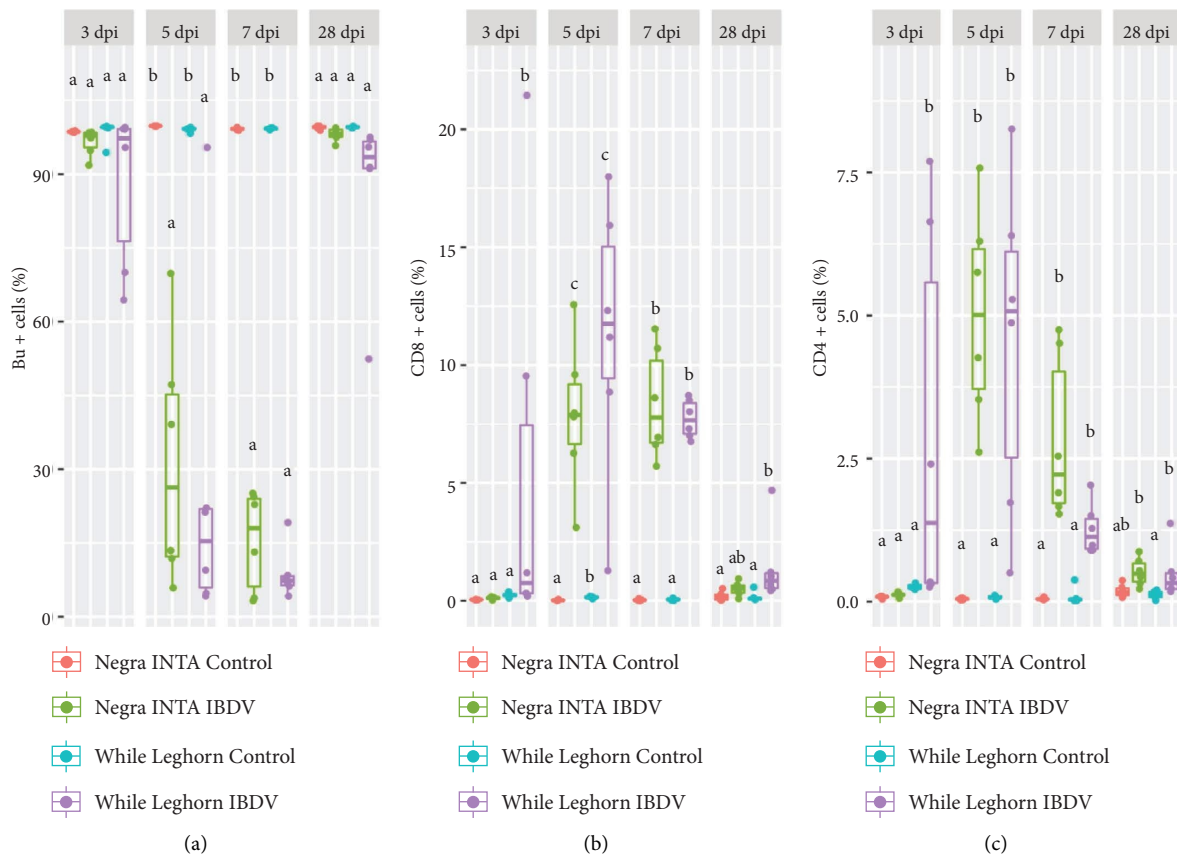 3 dpi 5 dpi 7 dpi 28 dpi
a a a a b b a b b a a a a
a
a
a
90
60
30
0
Bu + cells (%)
Negra INTA Control
Negra INTA IBDV
While Leghorn Control
While Leghorn IBDV
(a)
3 dpi 5 dpi 7 dpi 28 dpi
b
c
c
b
b
b
a a a a b a a a ab a
20
15
10
5
0
CD8 + cells (%)
Negra INTA Control
Negra INTA IBDV
While Leghorn Control
While Leghorn IBDV
(b)
3 dpi 5 dpi 7 dpi 28 dpi
b b
b
b
b
b
b
a a a a a a a ab a
7.5
5.0
2.5
0.0
CD4 + cells (%)
Negra INTA Control
Negra INTA IBDV
While Leghorn Control
While Leghorn IBDV
(c)